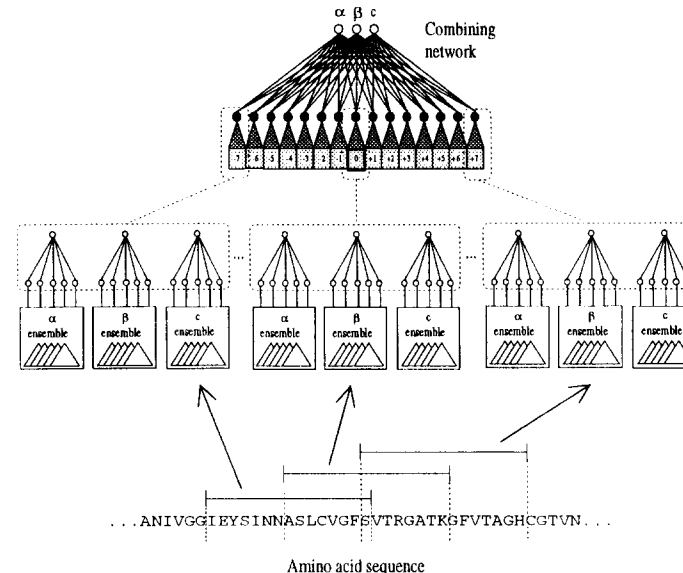 α β c
Combining
network
-7 -6 -5 -4 -3 -2 -1 0 +1 +2 +3 +4 +5 +6 +7
... ...
α β c α β c α β c
ensemble ensemble ensemble ensemble ensemble ensemble ensemble ensemble ensemble
...ANIVGGIEYSINNASLCVGFSVTRGATKGFVTAGHCGTVN...
Amino acid sequence